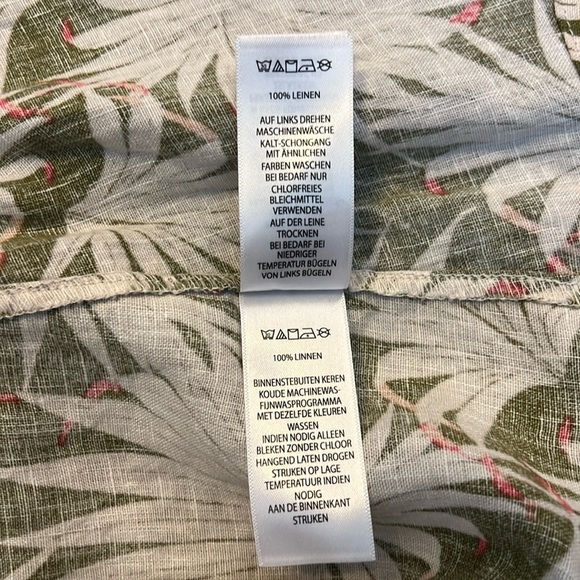 100% LEINEN
AUF LINKS DREHEN
MASCHINENWÄSCHE
KALT-SCHONGANG
MIT ÄHNLICHEN
FARBEN WASCHEN
BEI BEDARF NUR
CHLORFREIES
BLEICHMITTEL
VERWENDEN
AUF DER LEINE
TROCKNEN
BEI BEDARF BEI
NIEDRIGER
TEMPERATUR BÜGELN
VON LINKS BÜGELN
100% LINNEN
BINNENSTEBUITEN KEREN
KOUDE MACHINEWAS-
FIJNWASPROGRAMMA
MET DEZELFDE KLEUREN
WASSEN
INDIEN NODIG ALLEEN
BLEKEN ZONDER CHLOOR
HANGEND LATEN DROGEN
STRIJKEN OP LAGE
TEMPERATUUR INDIEN
NODIG
AAN DE BINNENKANT
STRIJKEN